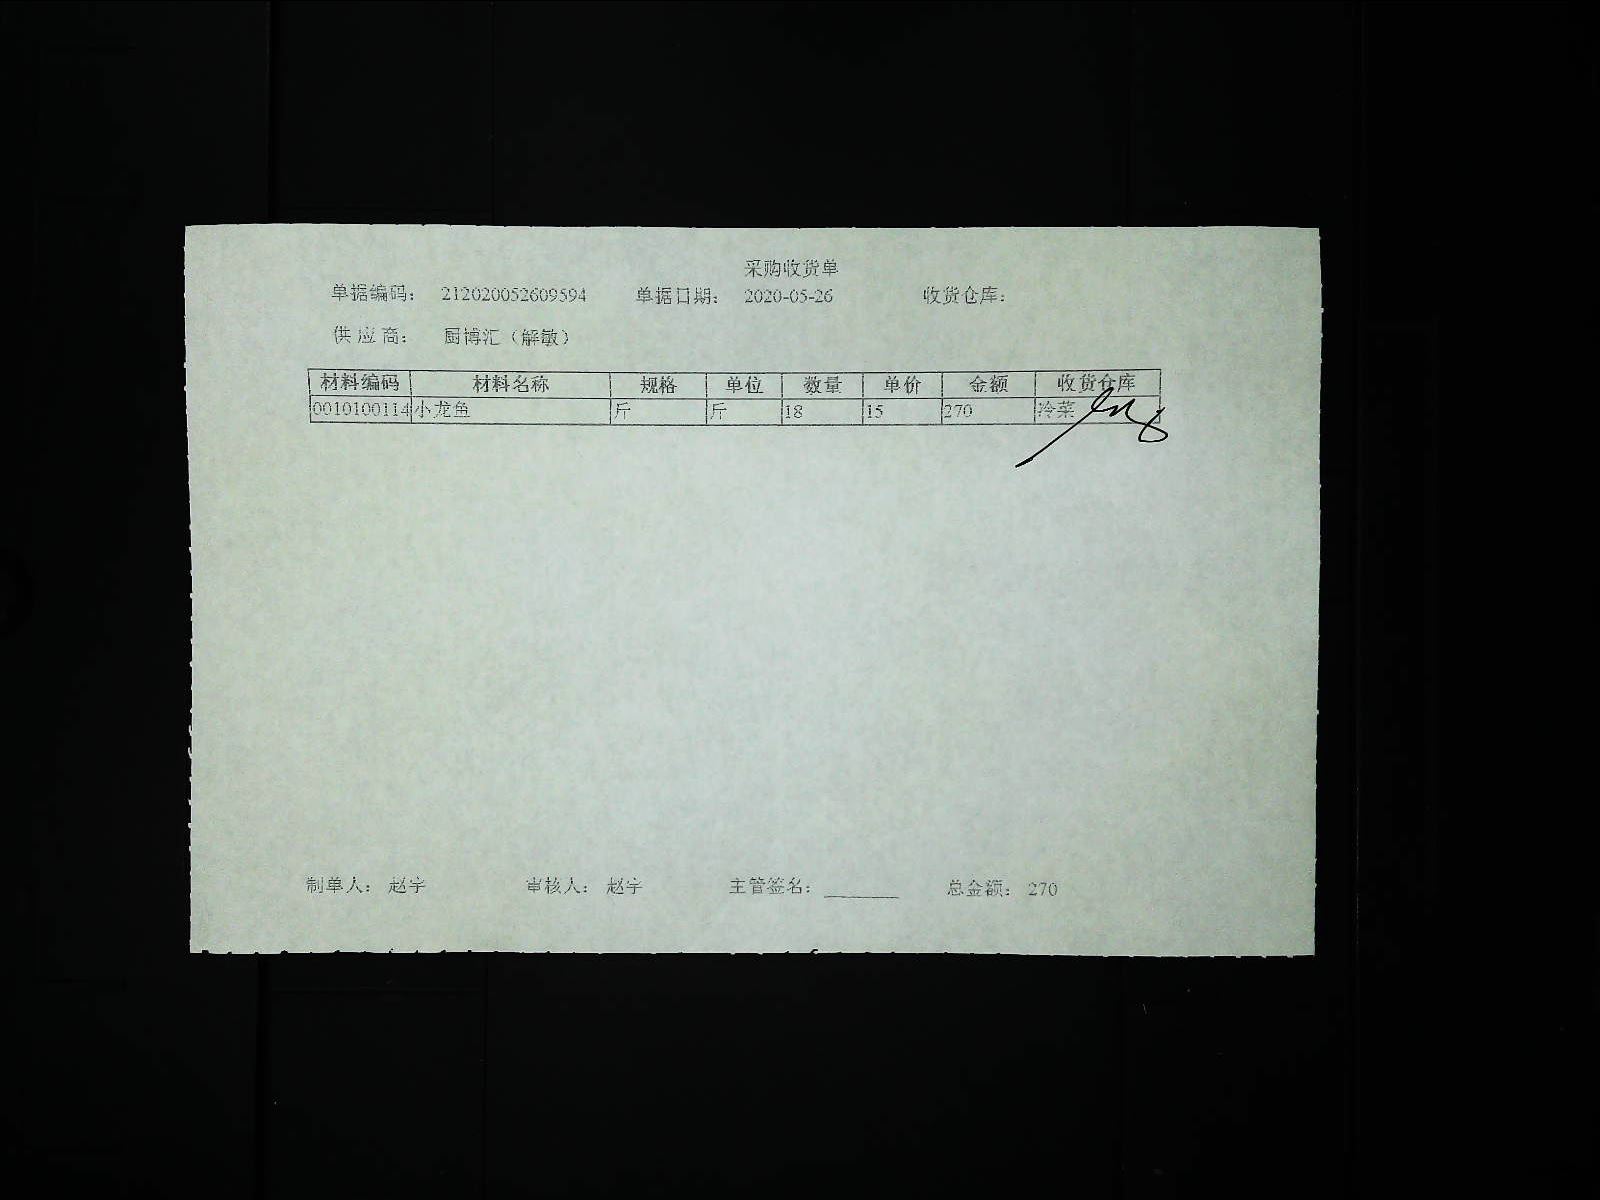 采购收货单
单据编码： 212020052609594 单据日期： 2020-05-26 收货仓库：
供应商： 厨博汇（解敏）
材料编码 材料名称 规格 单位 数量 单价 金额 收货仓库
0010100114 小龙鱼 斤 斤 18 15 270 冷菜
制单人： 赵宇 审核人： 赵宇 主管签名： 总金额： 270